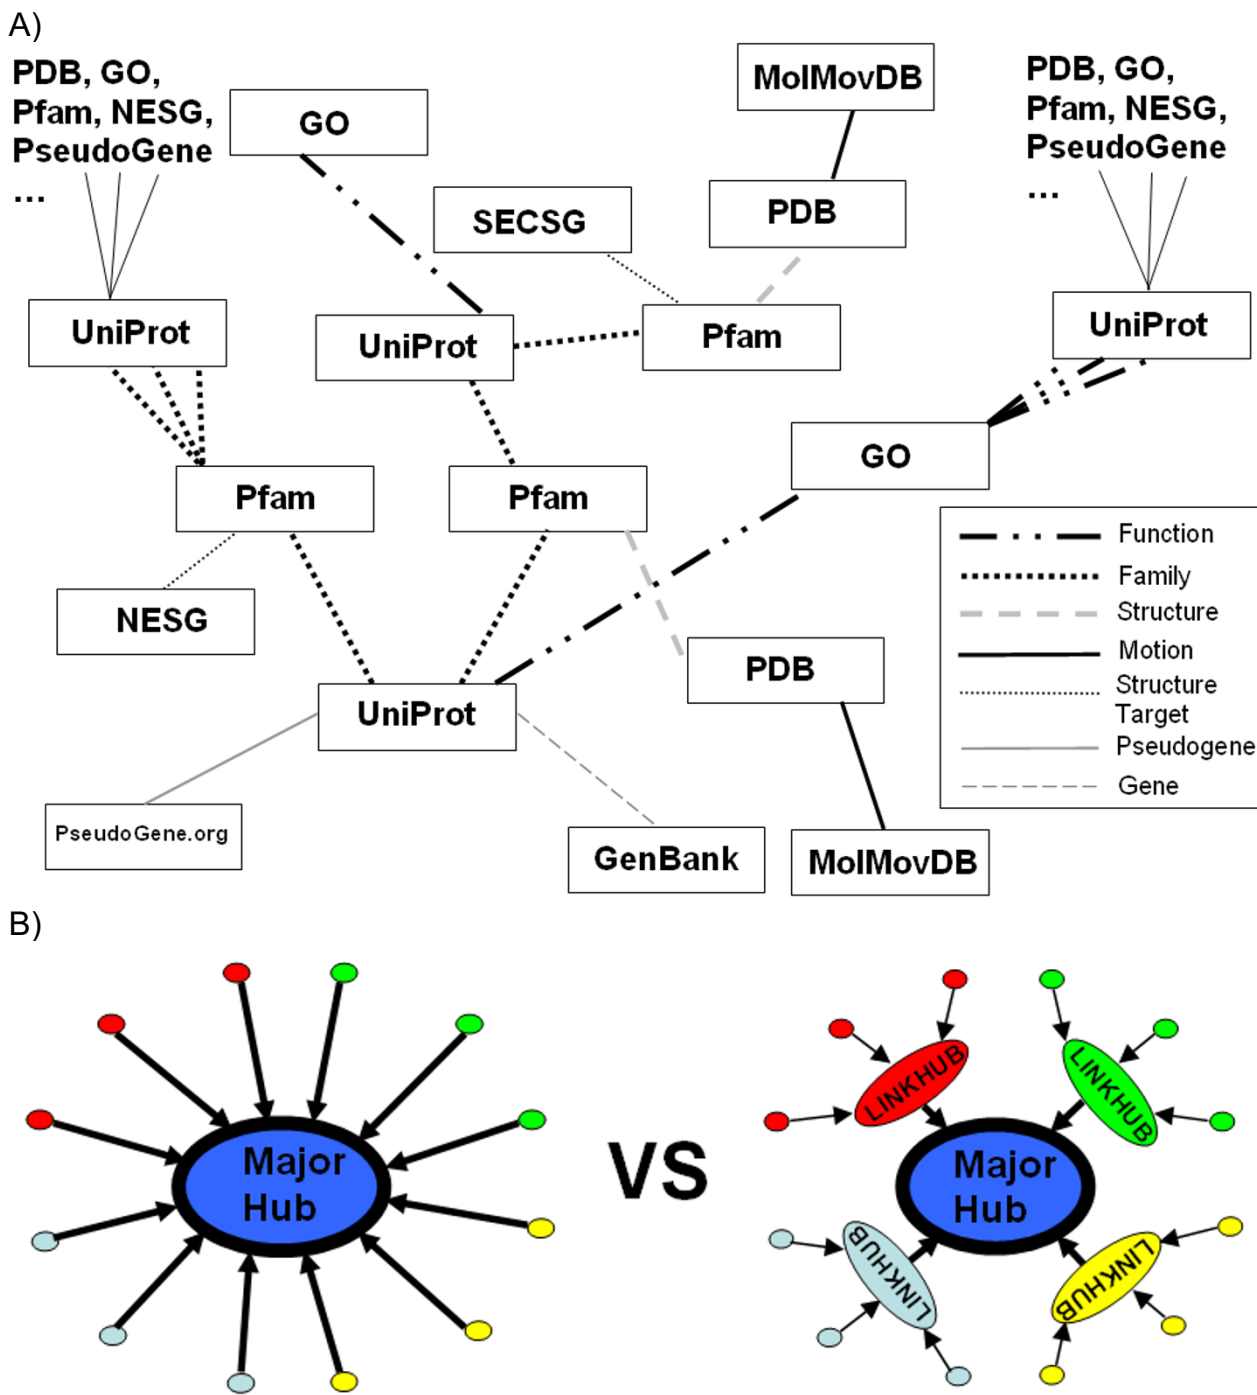 A)
PDB, GO,
Pfam, NESG,
PseudoGene
...
GO
MolMovDB
PDB, GO,
Pfam, NESG,
PseudoGene
...
SECSG
PDB
UniProt
UniProt
Pfam
UniProt
GO
Pfam
Pfam
NESG
PDB
UniProt
PseudoGene.org
GenBank
MolMovDB
Function
Family
Structure
Motion
Structure
Target
Pseudogene
Gene
B)
Major
Hub
VS
LINKHUB
LINKHUB
Major
Hub
LINKHUB
LINKHUB